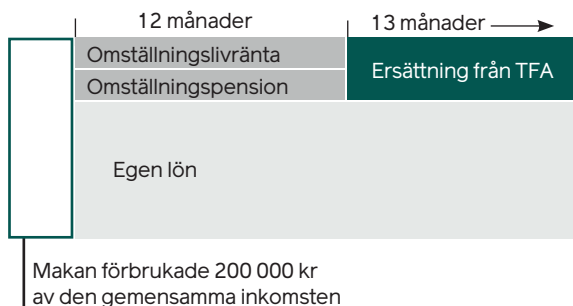 12 månader
13 månader
Omställningslivränta
Omställningspension
Ersättning från TFA
Egen lön
Makan förbrukade 200 000 kr
av den gemensamma inkomsten